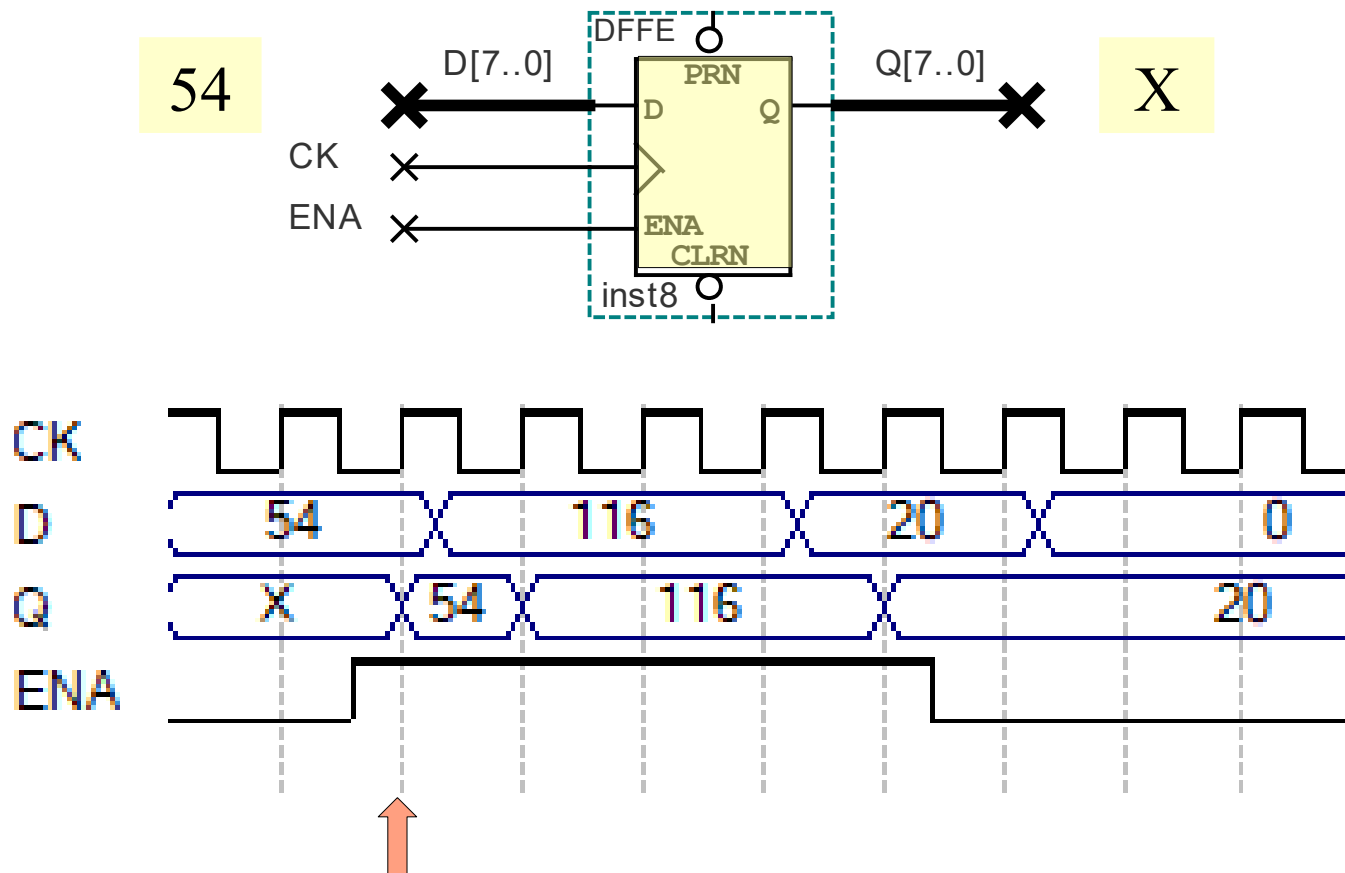 DFFE
54
D[7..0]
PRN
Q[7..0]
X
D
Q
CK
ENA
ENA
CLRN
inst8
CK
D
54
116
20
0
Q
X
54
116
20
ENA